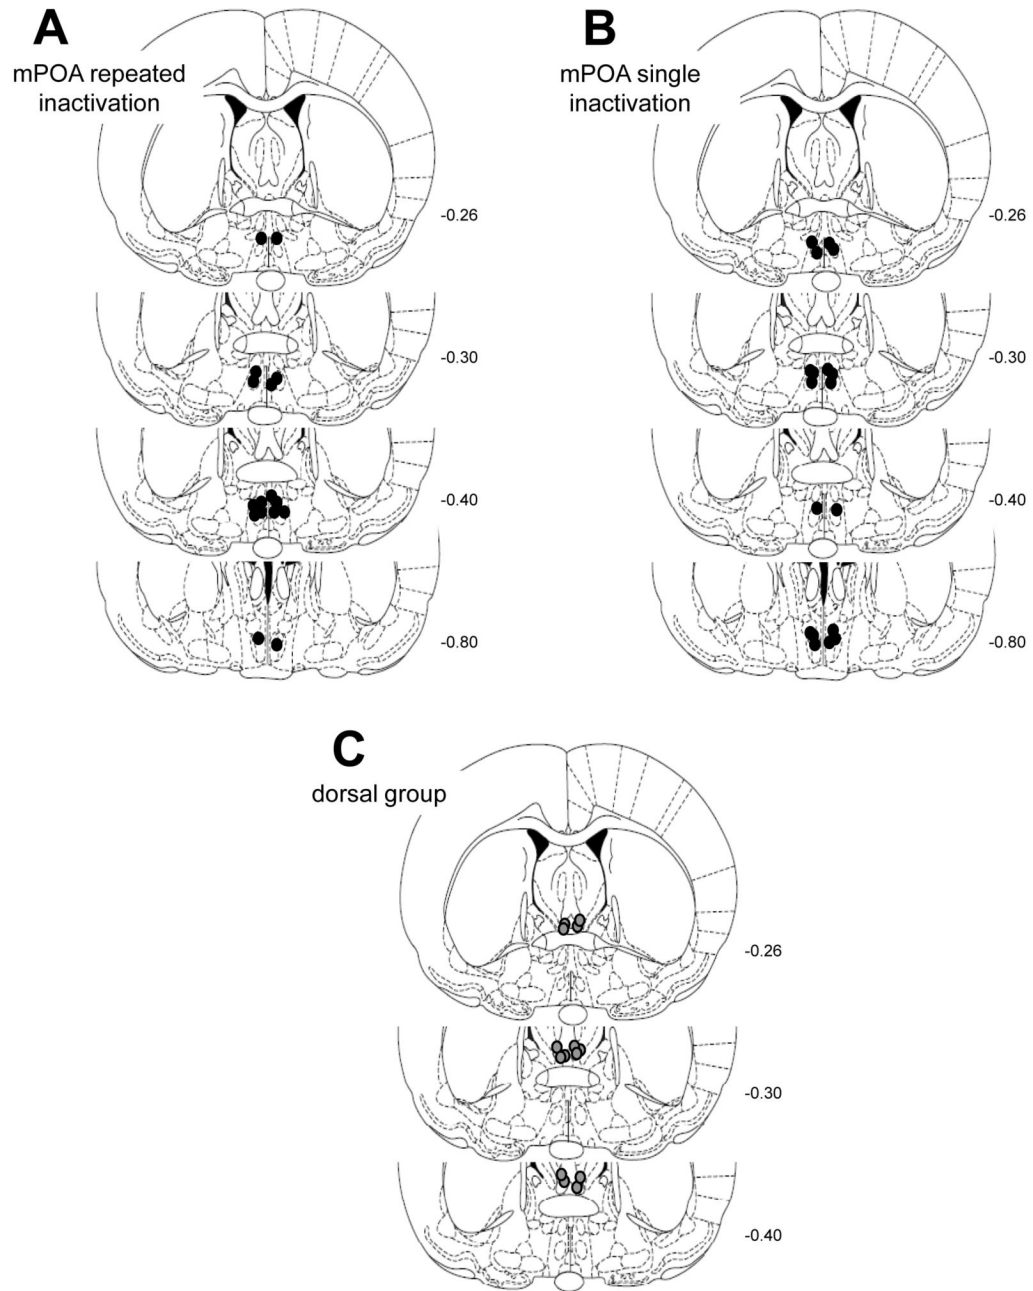 A
mPOA repeated
inactivation
-0.26
-0.30
-0.40
-0.80
B
mPOA single
inactivation
-0.26
-0.30
-0.40
-0.80
C
dorsal group
-0.26
-0.30
-0.40